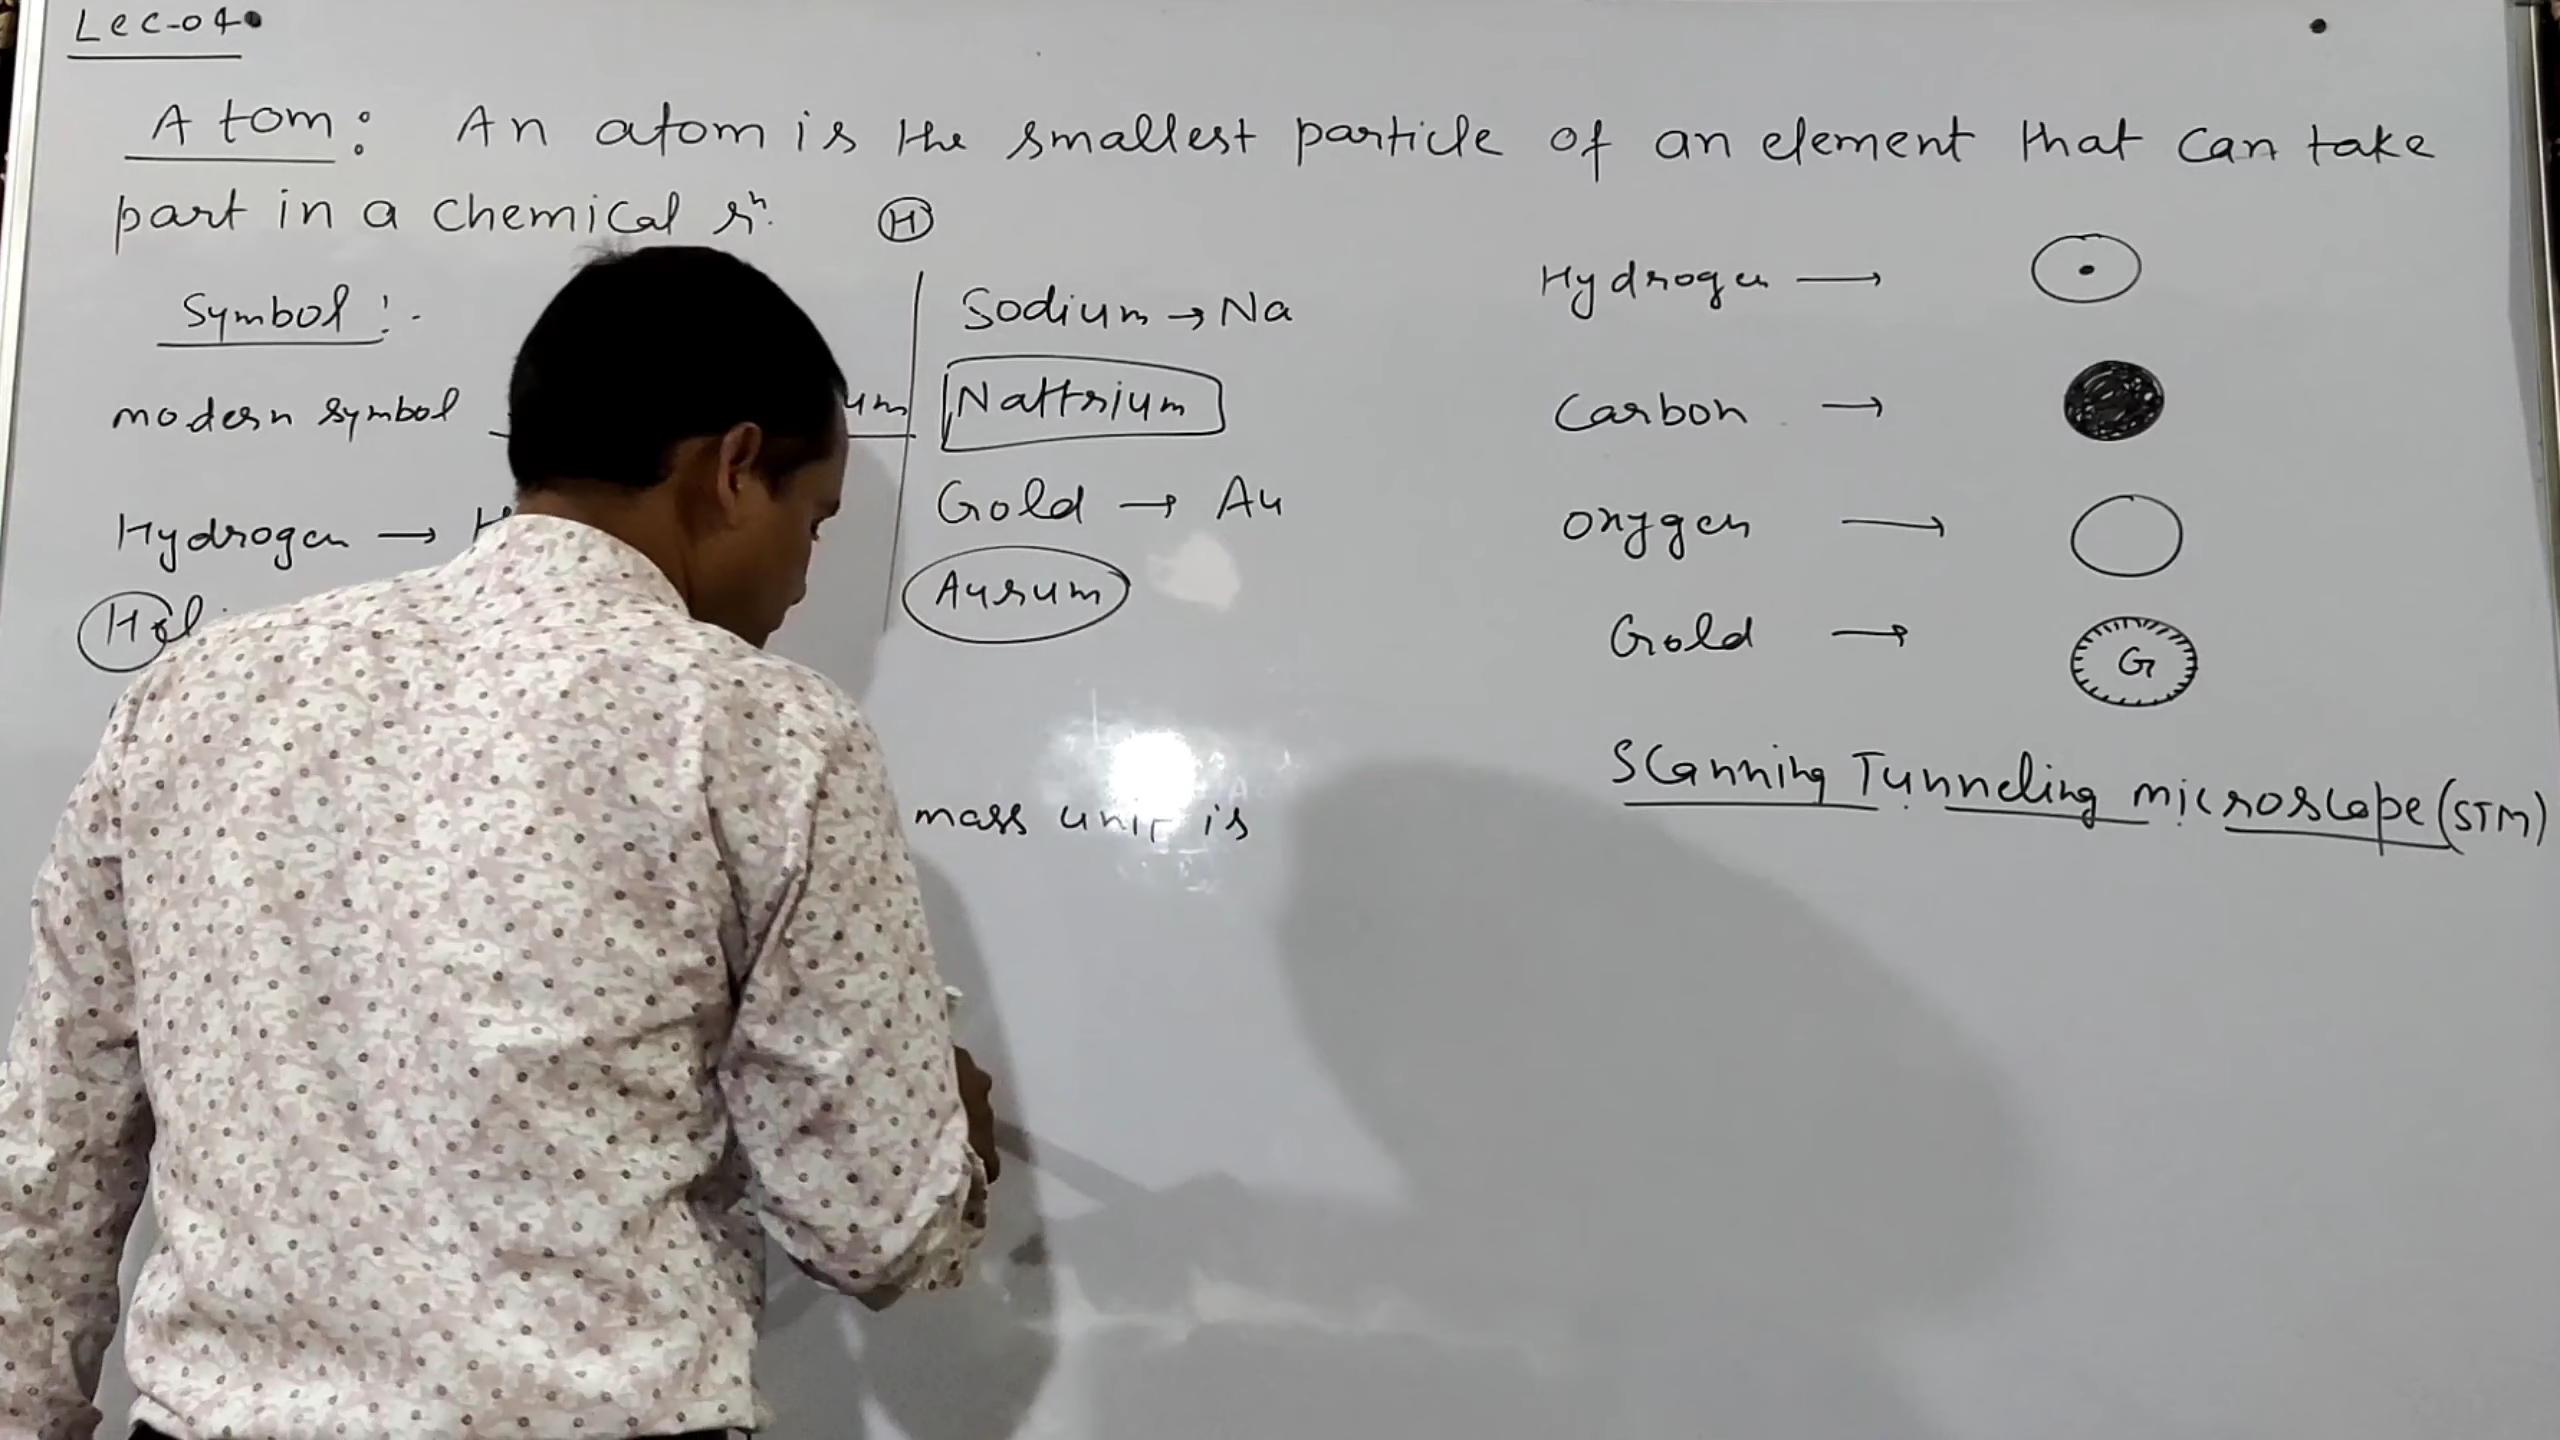 Lec-04
Atom: An atom is the smallest particle of an element that can take
part in a chemical rn.
H
Symbol :-
modern symbol
Hydrogen → H
Sodium → Na
Nattrium
Gold → Au
Aurum
mass unit is
Hydrogen →
Carbon →
Oxygen →
Gold → G
Scanning Tunneling microscope (STM)